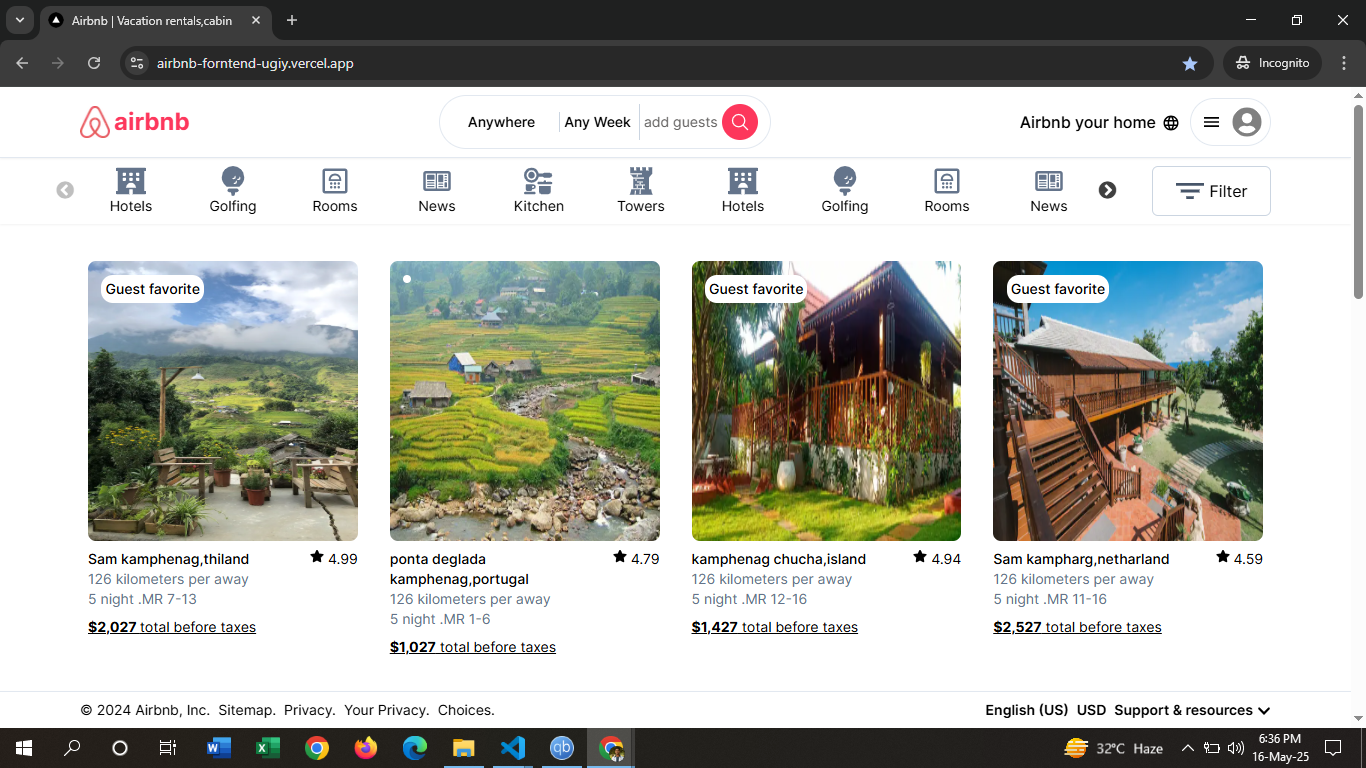 Airbnb | Vacation rentals,cabin
airbnb-forntend-ugiy.vercel.app
Incognito
airbnb
Anywhere
Any Week
add guests
Airbnb your home
Hotels
Golfing
Rooms
News
Kitchen
Towers
Hotels
Golfing
Rooms
News
Filter
Guest favorite
Guest favorite
Guest favorite
Sam kamphenag,thiland
4.99
126 kilometers per away
5 night .MR 7-13
$2,027 total before taxes
ponta deglada
kamphenag,portugal
4.79
126 kilometers per away
5 night .MR 1-6
$1,027 total before taxes
kamphenag chucha,island
4.94
126 kilometers per away
5 night .MR 12-16
$1,427 total before taxes
Sam kampharg,netharland
4.59
126 kilometers per away
5 night .MR 11-16
$2,527 total before taxes
© 2024 Airbnb, Inc. Sitemap. Privacy. Your Privacy. Choices.
English (US) USD Support & resources
32°C Haze
6:36 PM
16-May-25